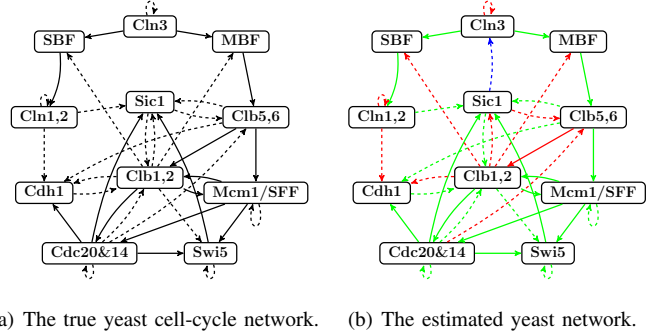 Cln3
SBF
MBF
Cln1,2
Sic1
Clb5,6
Cdh1
Clb1,2
Mcm1/SFF
Cdc20&14
Swi5
a) The true yeast cell-cycle network.
Cln3
SBF
MBF
Cln1,2
Sic1
Clb5,6
Cdh1
Clb1,2
Mcm1/SFF
Cdc20&14
Swi5
(b) The estimated yeast network.